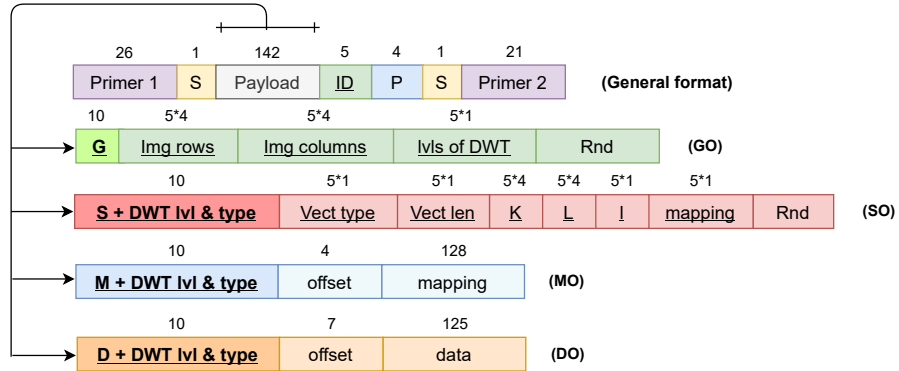 26 1 142 5 4 1 21
Primer 1 S Payload ID P S Primer 2 (General format)
10 5*4 5*4 5*1
G Img rows Img columns lvls of DWT Rnd (GO)
10 5*1 5*1 5*4 5*4 5*1 5*1
S + DWT lvl & type Vect type Vect len K L I mapping Rnd (SO)
10 4 128
M + DWT lvl & type offset mapping (MO)
10 7 125
D + DWT lvl & type offset data (DO)